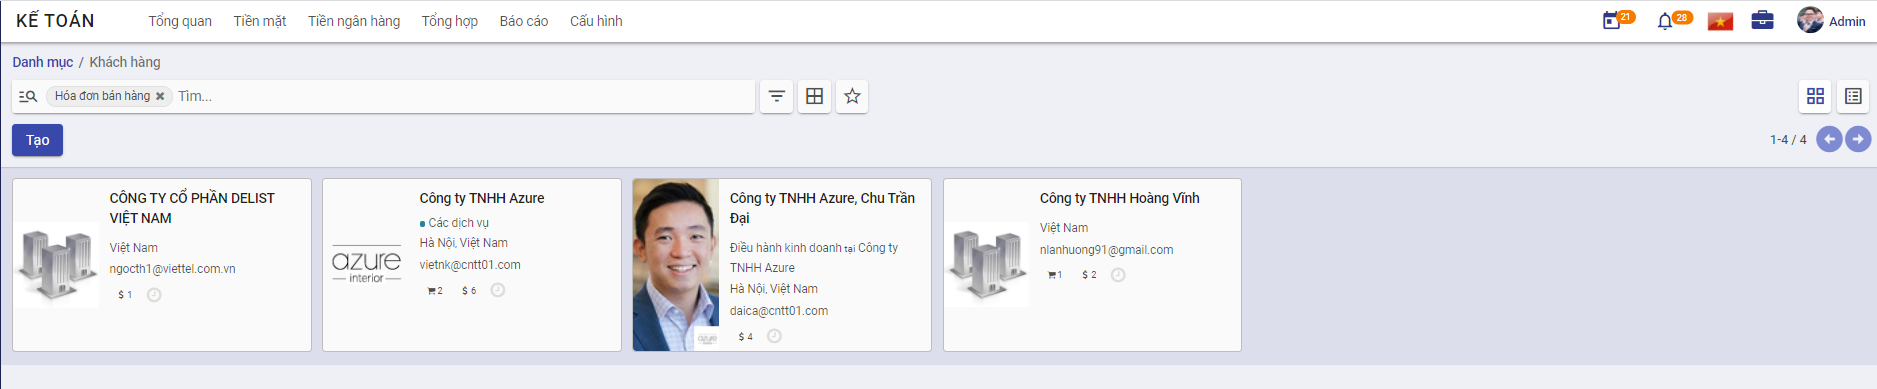 KẾ TOÁN
Tổng quan Tiền mặt Tiền ngân hàng Tổng hợp Báo cáo Cấu hình
21 28 Admin
Danh mục / Khách hàng
Hóa đơn bán hàng ✖ Tìm...
Tạo
1-4 / 4
CÔNG TY CỔ PHẦN DELIST
VIỆT NAM
Việt Nam
ngocth1@viettel.com.vn
$ 1
azure
interior
Công ty TNHH Azure
Các dịch vụ
Hà Nội, Việt Nam
vietnk@cntt01.com
2 $ 6
azure
Công ty TNHH Azure, Chu Trần
Đại
Điều hành kinh doanh tại Công ty
TNHH Azure
Hà Nội, Việt Nam
daica@cntt01.com
$ 4
Công ty TNHH Hoàng Vĩnh
Việt Nam
nlanhuong91@gmail.com
1 $ 2